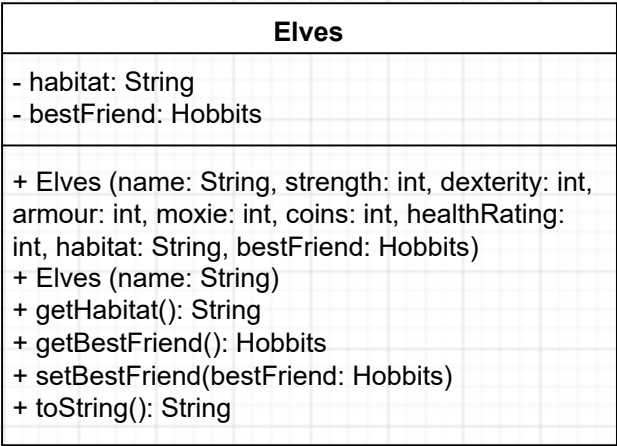 Elves
- habitat: String
- bestFriend: Hobbits
+ Elves (name: String, strength: int, dexterity: int,
armour: int, moxie: int, coins: int, healthRating:
int, habitat: String, bestFriend: Hobbits)
+ Elves (name: String)
+ getHabitat(): String
+ getBestFriend(): Hobbits
+ setBestFriend(bestFriend: Hobbits)
+ toString(): String